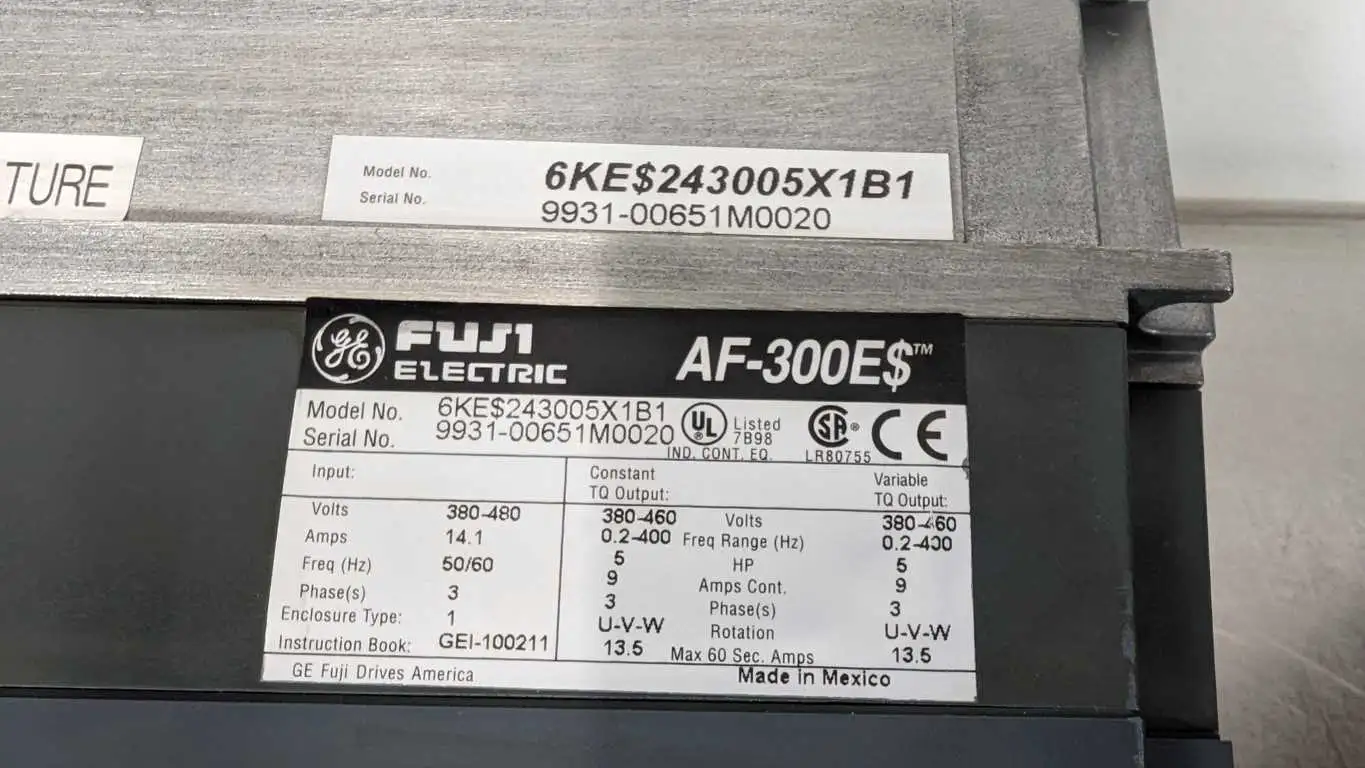 TURE
Model No. 6KE$243005X1B1
Serial No. 9931-00651M0020
GE FUJI ELECTRIC AF-300E$™
Model No. 6KE$243005X1B1
Serial No. 9931-00651M0020
UL ® Listed 7B98
IND. CONT. EQ.
SA ®
LR80755
CE
Input: Constant TQ Output: Variable TQ Output:
Volts 380-480 380-460 Volts 380-460
Amps 14.1 0.2-400 Freq Range (Hz) 0.2-400
Freq (Hz) 50/60 5 HP 5
Phase(s) 3 9 Amps Cont. 9
Enclosure Type: 1 3 Phase(s) 3
Instruction Book: GEI-100211 U-V-W Rotation U-V-W
13.5 Max 60 Sec. Amps 13.5
GE Fuji Drives America Made in Mexico